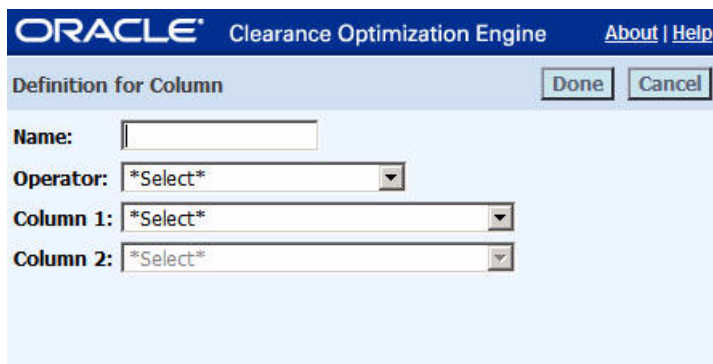 ORACLE Clearance Optimization Engine About | Help
Definition for Column Done Cancel
Name:
Operator: *Select*
Column 1: *Select*
Column 2: *Select*